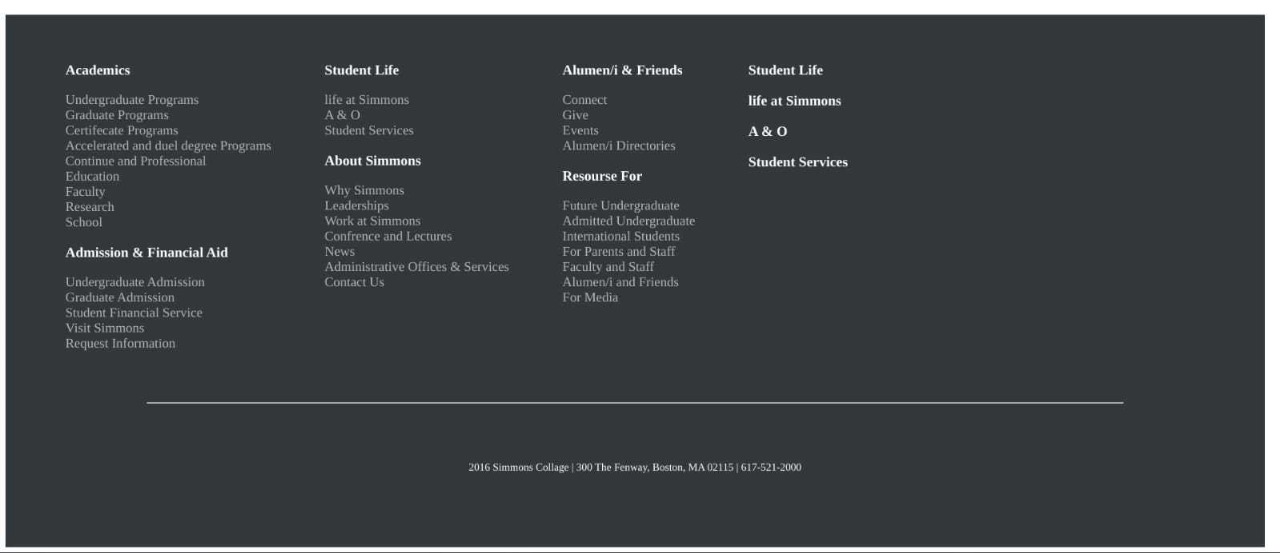 Academics
Undergraduate Programs
Graduate Programs
Certifecate Programs
Accelerated and duel degree Programs
Continue and Professional
Education
Faculty
Research
School
Admission & Financial Aid
Undergraduate Admission
Graduate Admission
Student Financial Service
Visit Simmons
Request Information
Student Life
life at Simmons
A & O
Student Services
About Simmons
Why Simmons
Leaderships
Work at Simmons
Confrence and Lectures
News
Administrative Offices & Services
Contact Us
Alumen/i & Friends
Connect
Give
Events
Alumen/i Directories
Resourse For
Future Undergraduate
Admitted Undergraduate
International Students
For Parents and Staff
Faculty and Staff
Alumen/i and Friends
For Media
Student Life
life at Simmons
A & O
Student Services
2016 Simmons Collage | 300 The Fenway, Boston, MA 02115 | 617-521-2000